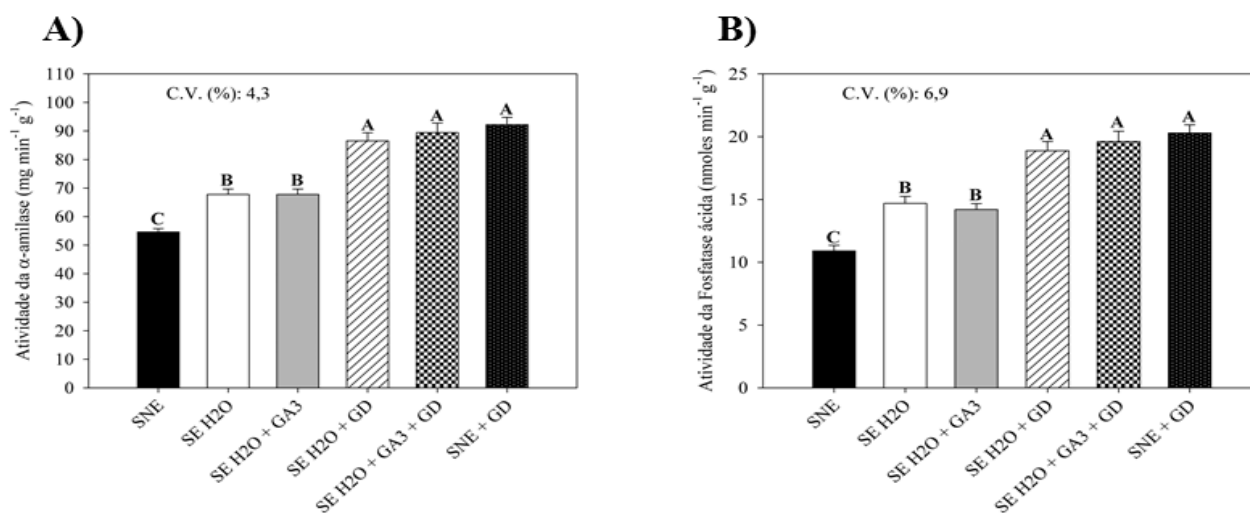 A)
Atividade da α-amilase (mg min⁻¹ g⁻¹)
110
100
90
80
70
60
50
40
30
20
10
0
C.V. (%): 4,3
C
B
B
A
A
A
SNE
SE H2O
SE H2O + GA3
SE H2O + GD
SE H2O + GA3 + GD
SNE + GD
B)
Atividade da Fosfatase ácida (nmoles min⁻¹ g⁻¹)
25
20
15
10
5
0
C.V. (%): 6,9
C
B
B
A
A
A
SNE
SE H2O
SE H2O + GA3
SE H2O + GD
SE H2O + GA3 + GD
SNE + GD